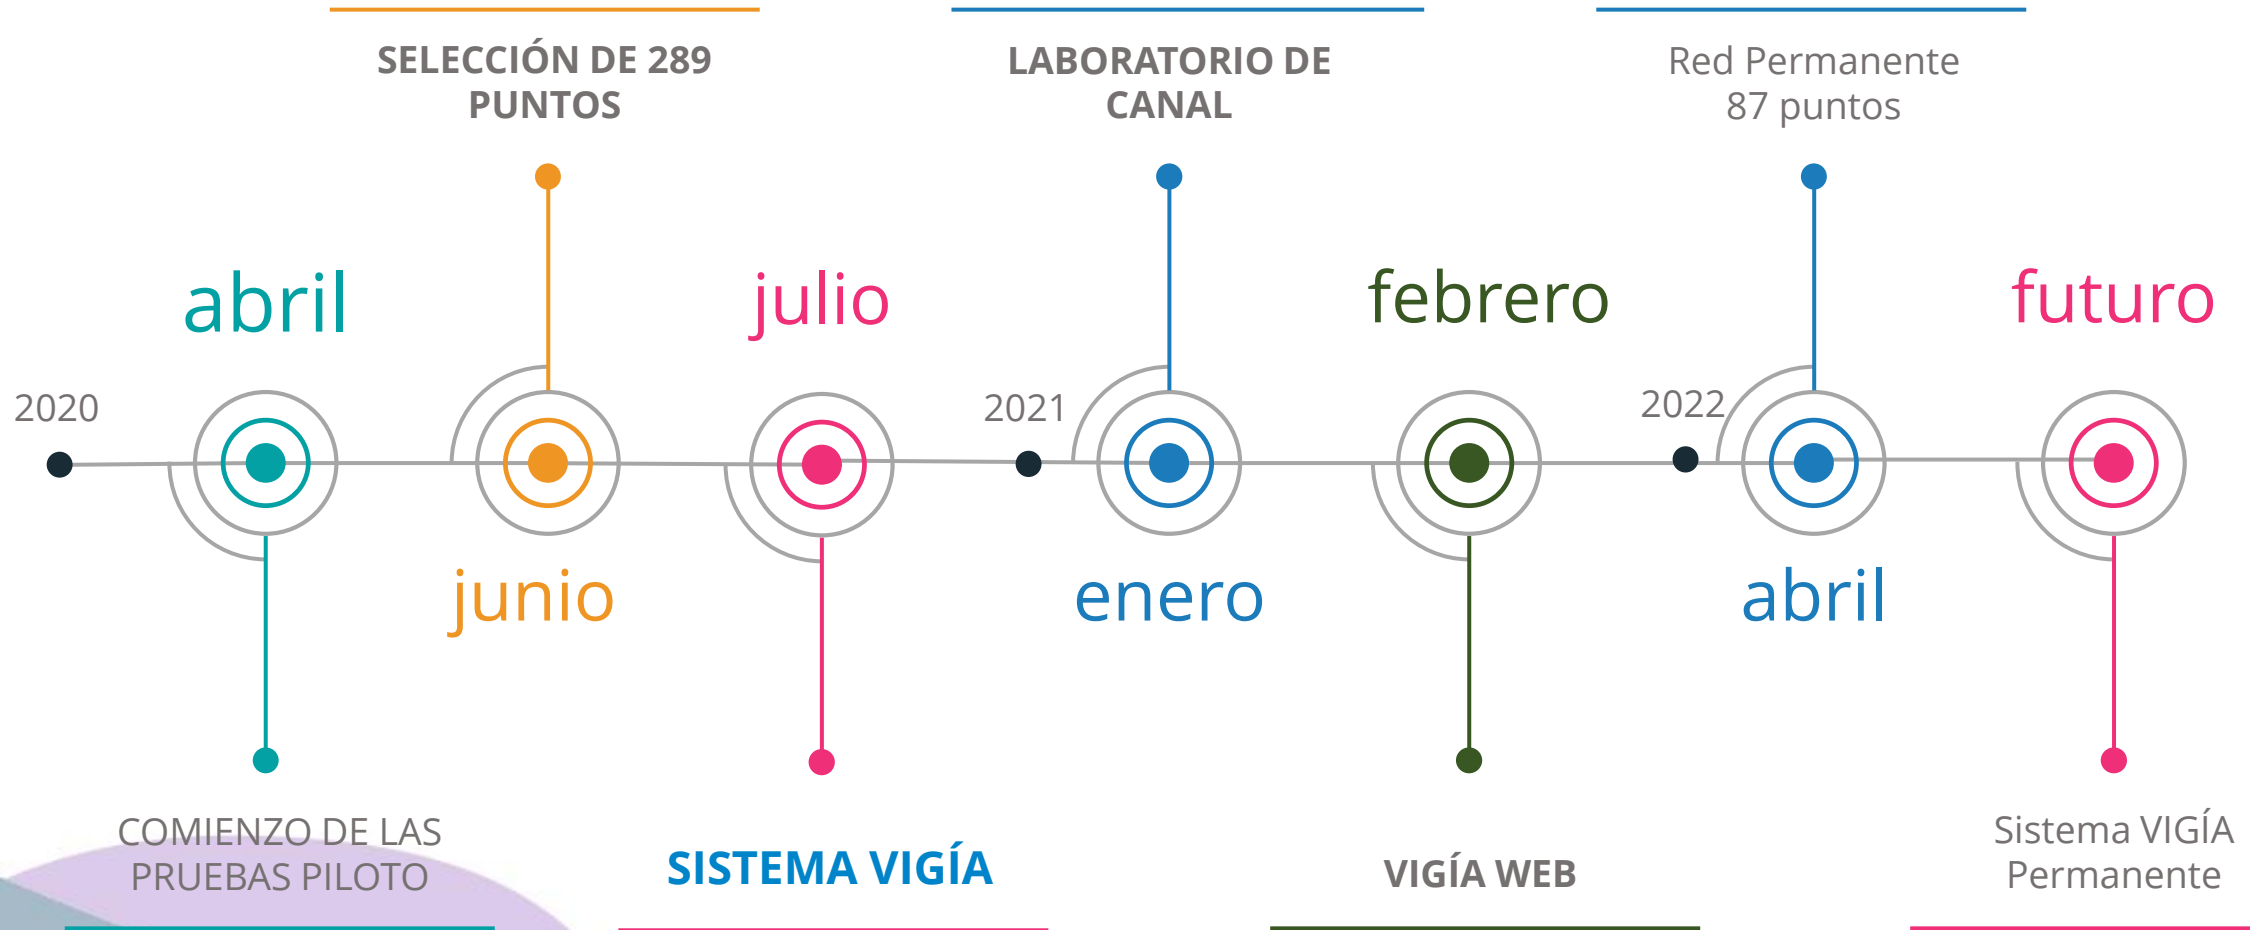 SELECCIÓN DE 289
PUNTOS
LABORATORIO DE
CANAL
Red Permanente
87 puntos
abril
julio
febrero
futuro
2020
2021
2022
junio
enero
abril
COMIENZO DE LAS
PRUEBAS PILOTO
SISTEMA VIGÍA
VIGÍA WEB
Sistema VIGÍA
Permanente